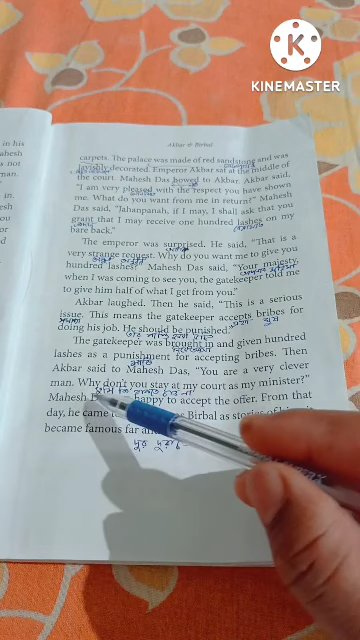 KINEMASTER
in his
Mahesh
s not
Akbar & Birbal
carpets. The palace was made of red sandstone and was
lavishly decorated. Emperor Akbar sat at the middle of
the court. Mahesh Das bowed to Akbar. Akbar said,
"I am very pleased with the respect you have shown
me. What do you want from me in return?" Mahesh
Das said, "Jahanpanah, if I may, I shall ask that you
grant that I may receive one hundred lashes on my
bare back."
The emperor was surprised. He said, "That is a
very strange request. Why do you want me to give you
hundred lashes?" Mahesh Das said, "Your majesty,
when I was coming to see you, the gatekeeper told me
to give him half of what I get from you."
Akbar laughed. Then he said, "This is a serious
issue. This means the gatekeeper accepts bribes for
doing his job. He should be punished."
ঘুষ
The gatekeeper was brought in and given hundred
lashes as a punishment for accepting bribes. Then
শাস্তি
Akbar said to Mahesh Das, "You are a very clever
man. Why don't you stay at my court as my minister?"
Mahesh happy to accept the offer. From that
day, he came as Birbal as stories of
became famous far
দূর